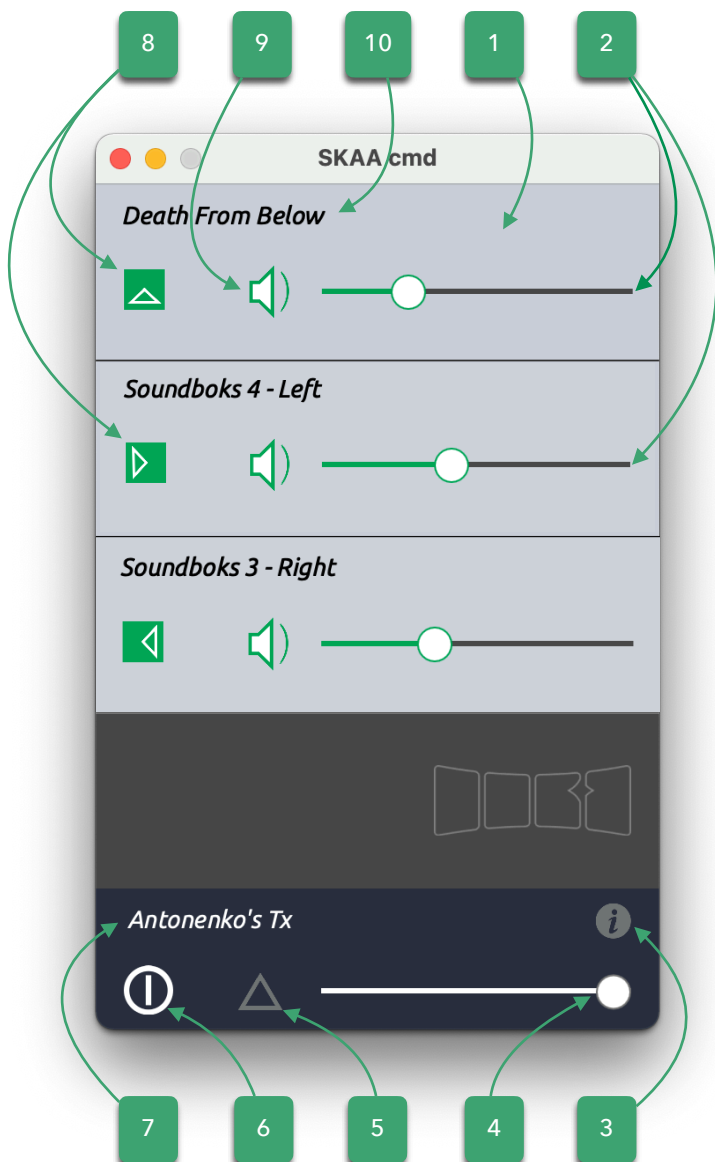 8 9 10 1 2
SKAA cmd
Death From Below
Soundboks 4 - Left
Soundboks 3 - Right
Antonenko's Tx
i
7 6 5 4 3